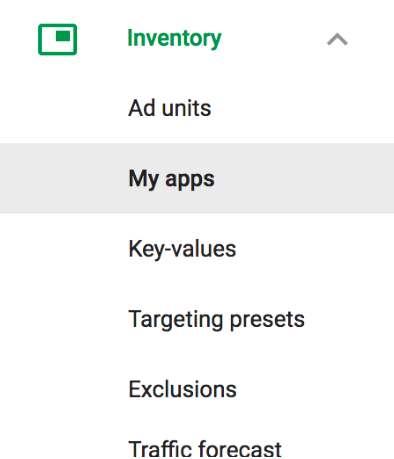 Inventory
Ad units
My apps
Key-values
Targeting presets
Exclusions
Traffic forecast